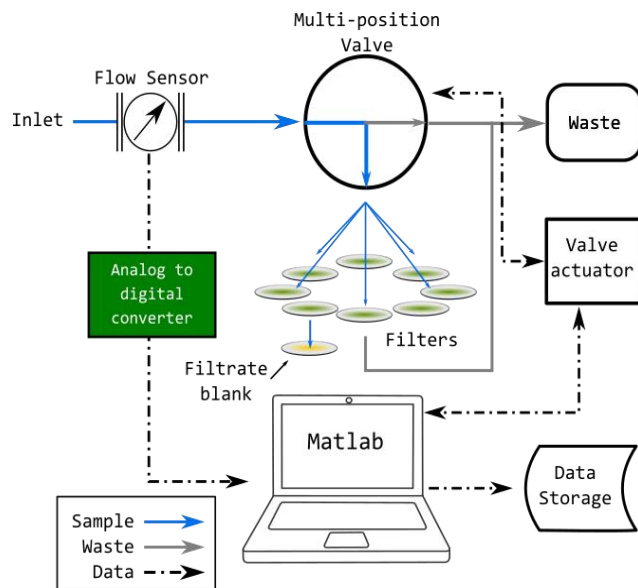 Multi-position
Valve
Flow Sensor
Inlet
Waste
Analog to
digital
converter
Valve
actuator
Filters
Filtrate
blank
Matlab
Data
Storage
Sample
Waste
Data